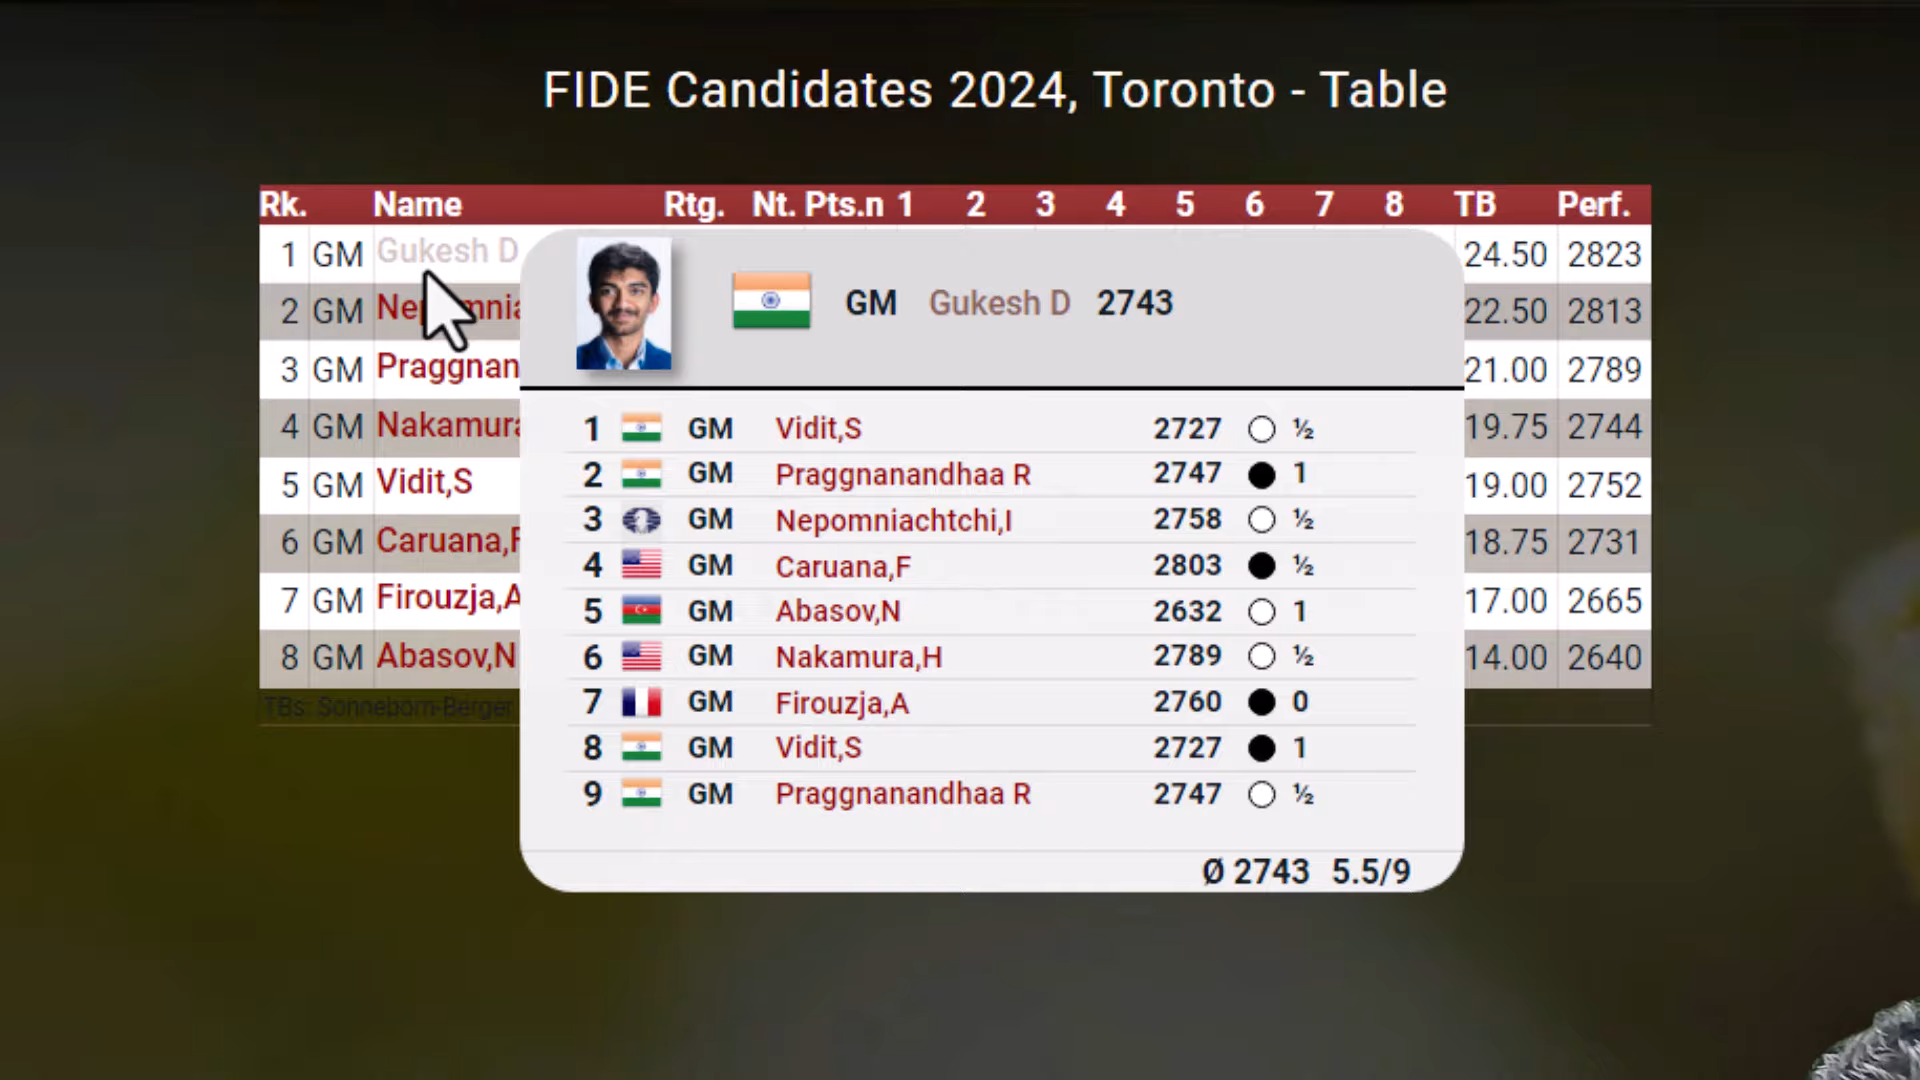 FIDE Candidates 2024, Toronto - Table
Rk. Name Rtg. Nt. Pts.n 1 2 3 4 5 6 7 8 TB Perf.
1 GM Gukesh D 24.50 2823
2 GM 22.50 2813
3 GM Praggnan 21.00 2789
4 GM Nakamura 19.75 2744
5 GM Vidit,S 19.00 2752
6 GM Caruana,F 18.75 2731
7 GM Firouzja,A 17.00 2665
8 GM Abasov,N 14.00 2640
TBs: Sonneborn-Berger
GM Gukesh D 2743
1 GM Vidit,S 2727 ½
2 GM Praggnanandhaa R 2747 1
3 GM Nepomniachtchi,I 2758 ½
4 GM Caruana,F 2803 ½
5 GM Abasov,N 2632 1
6 GM Nakamura,H 2789 ½
7 GM Firouzja,A 2760 0
8 GM Vidit,S 2727 1
9 GM Praggnanandhaa R 2747 ½
Ø 2743 5.5/9